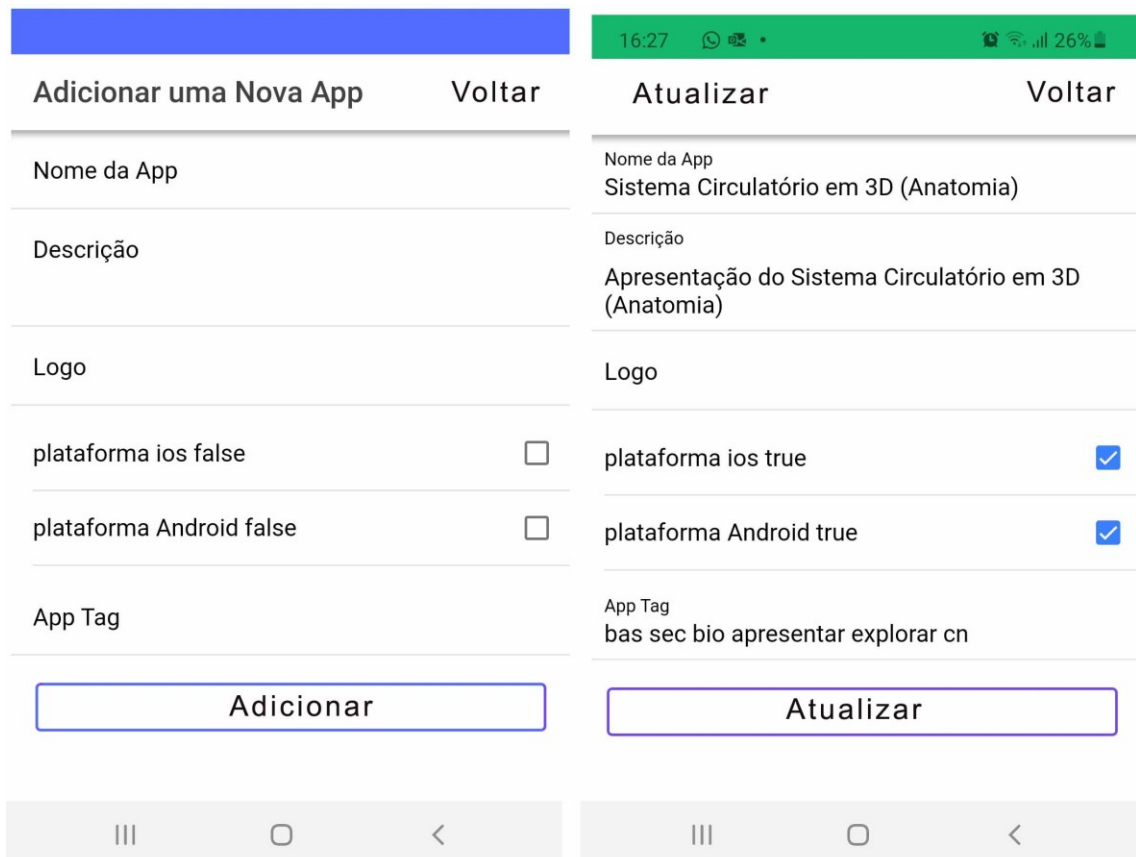 Adicionar uma Nova App
Voltar
Nome da App
Descrição
Logo
plataforma ios false
plataforma Android false
App Tag
Adicionar
16:27
26%
Atualizar
Voltar
Nome da App
Sistema Circulatório em 3D (Anatomia)
Descrição
Apresentação do Sistema Circulatório em 3D
(Anatomia)
Logo
plataforma ios true
plataforma Android true
App Tag
bas sec bio apresentar explorar cn
Atualizar